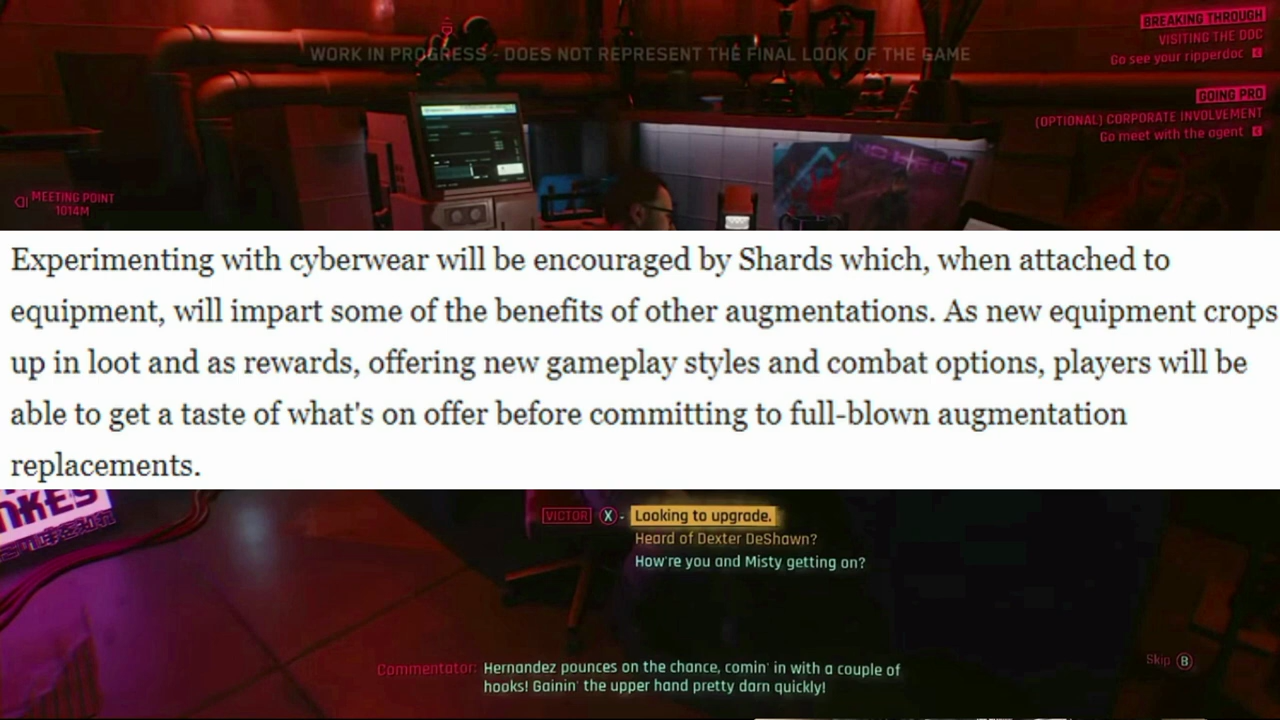 WORK IN PROGRESS - DOES NOT REPRESENT THE FINAL LOOK OF THE GAME
BREAKING THROUGH
VISITING THE DOC
Go see your ripperdoc
GOING PRO
(OPTIONAL) CORPORATE INVOLVEMENT
Go meet with the agent
MEETING POINT
1014M
Experimenting with cyberwear will be encouraged by Shards which, when attached to
equipment, will impart some of the benefits of other augmentations. As new equipment crops
up in loot and as rewards, offering new gameplay styles and combat options, players will be
able to get a taste of what's on offer before committing to full-blown augmentation
replacements.
VICTOR X - Looking to upgrade.
Heard of Dexter DeShawn?
How're you and Misty getting on?
Commentator: Hernandez pounces on the chance, comin' in with a couple of
hooks! Gainin' the upper hand pretty darn quickly!
Skip B